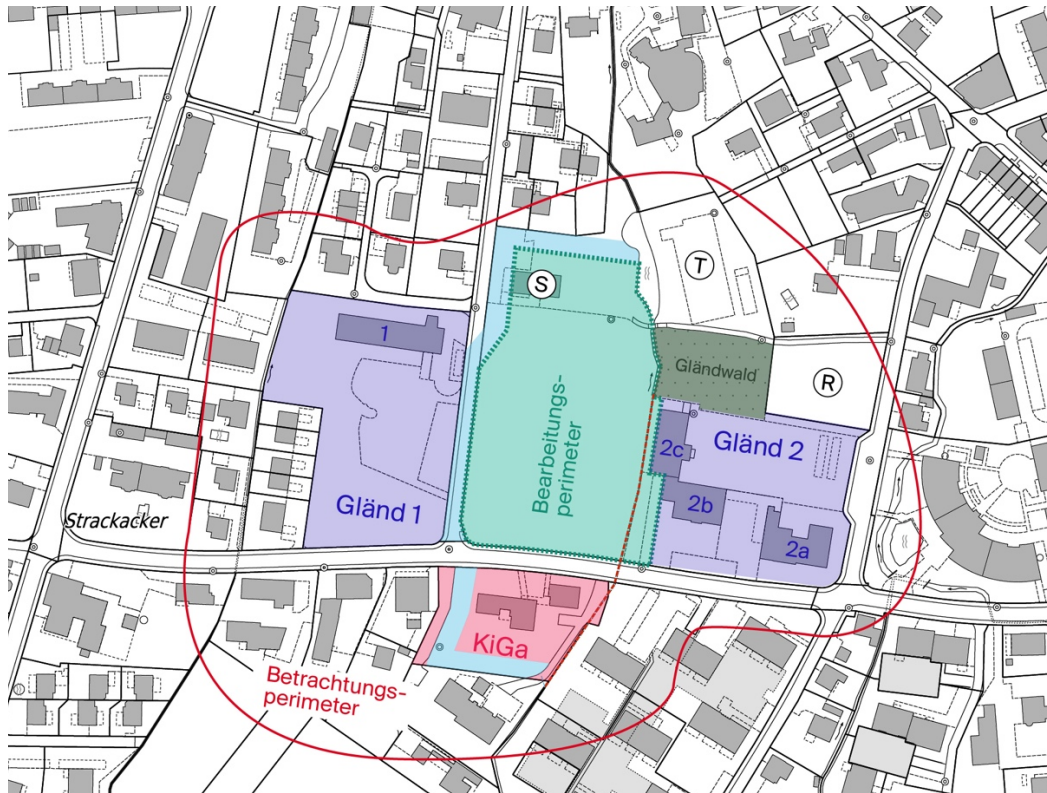 T
S
1
Gländwald
R
Bearbeitungs-
perimeter
2c
Gländ 2
2b
Gländ 1
2a
Strackacker
KiGa
Betrachtungs-
perimeter